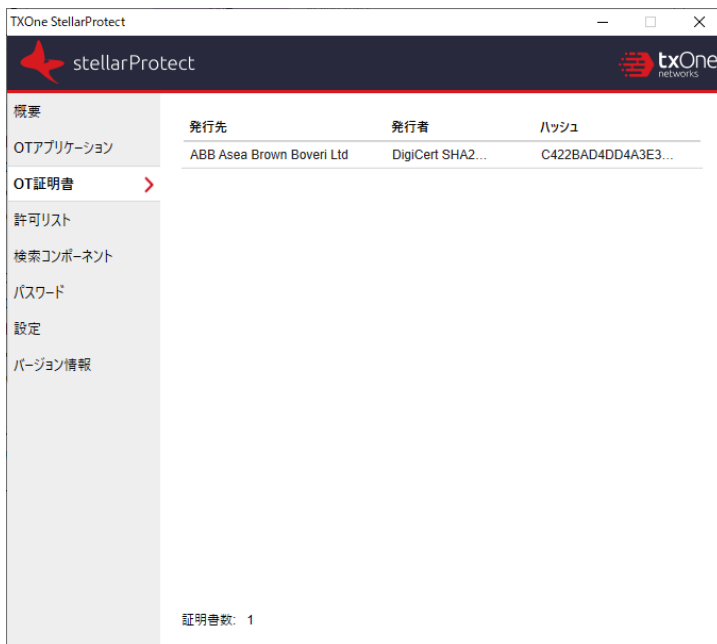 TXOne StellarProtect
stellarProtect
txOne
networks
概要
OTアプリケーション
OT証明書
許可リスト
検索コンポーネント
パスワード
設定
バージョン情報
発行先 発行者 ハッシュ
ABB Asea Brown Boveri Ltd DigiCert SHA2... C422BAD4DD4A3E3...
証明書数: 1